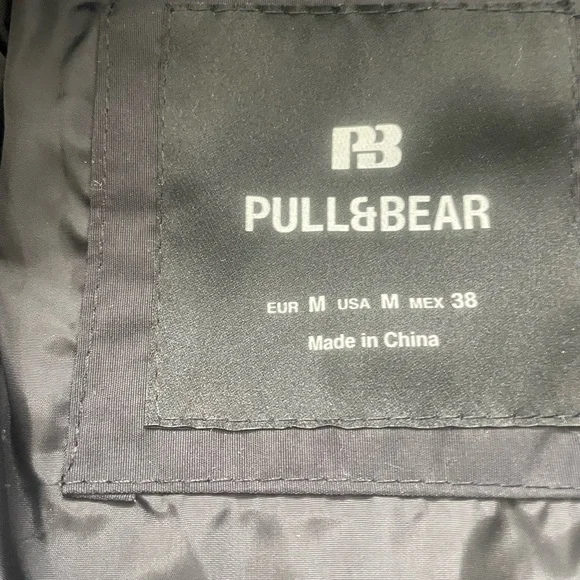 PB
PULL&BEAR
EUR M USA M MEX 38
Made in China